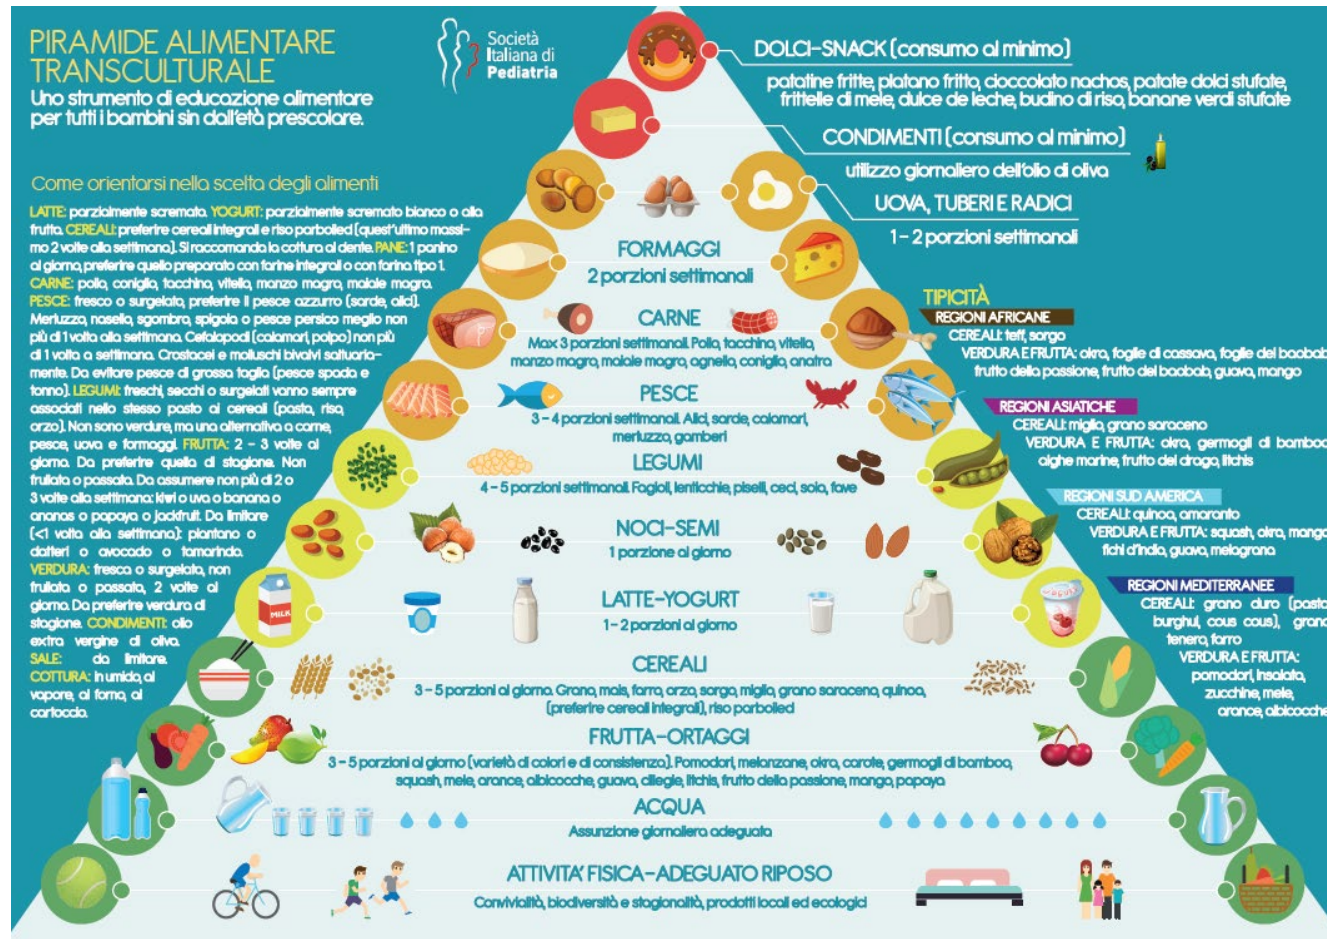 PIRAMIDE ALIMENTARE
TRANSCULTURALE
Uno strumento di educazione alimentare
per tutti i bambini sin dall'età prescolare.
Società
Italiana di
Pediatria
Come orientarsi nella scelta degli alimenti
LATTE: parzialmente scremato. YOGURT: parzialmente scremato bianco o alla
frutta. CEREALI: preferire cereali integrali e riso parboiled (quest'ultimo massi-
mo 2 volte alla settimana). Si raccomanda la cottura al dente. PANE: 1 panino
al giorno, preferire quello preparato con farine integrali o con farina tipo 1.
CARNE: pollo, coniglio, tacchino, vitello, manzo magro, maiale magro.
PESCE: fresco o surgelato, preferire il pesce azzurro (sarde, alici).
Merluzzo, nasello, sgombro, spigola o pesce persico meglio non
più di 1 volta alla settimana. Cefalopodi (calamari, polpo) non più
di 1 volta a settimana. Crostacei e molluschi bivalvi saltuaria-
mente. Da evitare pesce di grossa taglia (pesce spada e
tonno). LEGUMI: freschi, secchi o surgelati vanno sempre
associati nello stesso pasto ai cereali (pasta, riso,
orzo). Non sono verdure, ma una alternativa a carne,
pesce, uova e formaggi. FRUTTA: 2 - 3 volte al
giorno. Da preferire quella di stagione. Non
frullata o passata. Da assumere non più di 2 o
3 volte alla settimana: kiwi o uva o banana o
ananas o papaya o jackfruit. Da limitare
(<1 volta alla settimana): plantano o
datteri o avocado o tamarindo.
VERDURA: fresca o surgelata, non
frullata o passata, 2 volte al
giorno. Da preferire verdura di
stagione. CONDIMENTI: olio
extra vergine di oliva.
SALE: da limitare.
COTTURA: in umido, al
vapore, al forno, al
cartoccio.
DOLCI-SNACK (consumo al minimo)
patatine fritte, platano fritto, cioccolato nachos, patate dolci stufate,
frittelle di mele, dulce de leche, budino di riso, banane verdi stufate
CONDIMENTI (consumo al minimo)
utilizzo giornaliero dell'olio di oliva
UOVA, TUBERI E RADICI
1 - 2 porzioni settimanali
FORMAGGI
2 porzioni settimanali
CARNE
Max 3 porzioni settimanali. Pollo, tacchino, vitello,
manzo magro, maiale magro, agnello, coniglio, anatra
PESCE
3 - 4 porzioni settimanali. Alici, sarde, calamari,
merluzzo, gamberi
LEGUMI
4 - 5 porzioni settimanali. Fagioli, lenticchie, piselli, ceci, soia, fave
NOCI-SEMI
1 porzione al giorno
MILK
LATTE-YOGURT
1 - 2 porzioni al giorno
CEREALI
3 - 5 porzioni al giorno. Grano, mais, farro, orzo, sorgo, miglio, grano saraceno, quinoa,
(preferire cereali integrali), riso parboiled
FRUTTA-ORTAGGI
3 - 5 porzioni al giorno (varietà di colori e di consistenza). Pomodori, melanzane, okra, carote, germogli di bamboo,
squash, mele, arance, albicocche, guava, ciliegie, litchis, frutto della passione, mango, papaya
ACQUA
Assunzione giornaliera adeguata
ATTIVITA' FISICA-ADEGUATO RIPOSO
Convivialità, biodiversità e stagionalità, prodotti locali ed ecologici
TIPICITÀ
REGIONI AFRICANE
CEREALI: teff, sorgo
VERDURA E FRUTTA: okra, foglie di cassava, foglie del baobab
frutto della passione, frutto del baobab, guava, mango
REGIONI ASIATICHE
CEREALI: miglio, grano saraceno
VERDURA E FRUTTA: okra, germogli di bamboo
alghe marine, frutto del drago, litchis
REGIONI SUD AMERICA
CEREALI: quinoa, amaranto
VERDURA E FRUTTA: squash, okra, mango
fichi d'India, guava, melograno
REGIONI MEDITERRANEE
CEREALI: grano duro (pasta
burghul, cous cous), grano
tenero, farro
VERDURA E FRUTTA:
pomodori, insalata,
zucchine, mele,
arance, albicocche